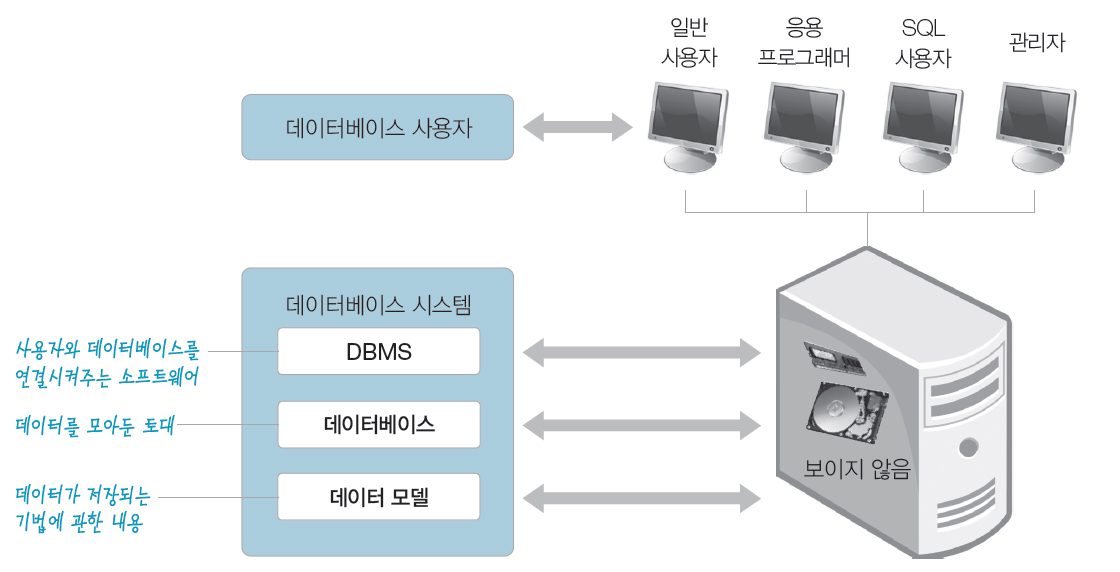 일반
사용자
응용
프로그래머
SQL
사용자
관리자
데이터베이스 사용자
데이터베이스 시스템
DBMS
사용자와 데이터베이스를
연결시켜주는 소프트웨어
데이터베이스
데이터를 모아둔 토대
데이터 모델
데이터가 저장되는
기법에 관한 내용
보이지 않음